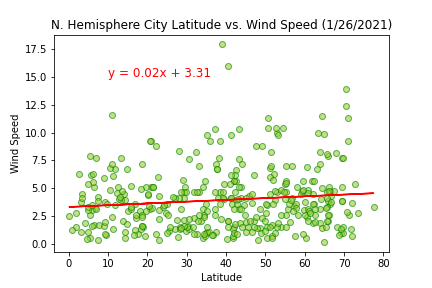 N. Hemisphere City Latitude vs. Wind Speed (1/26/2021)
17.5
15.0
12.5
10.0
7.5
5.0
2.5
0.0
Wind Speed
y = 0.02x + 3.31
0 10 20 30 40 50 60 70 80
Latitude